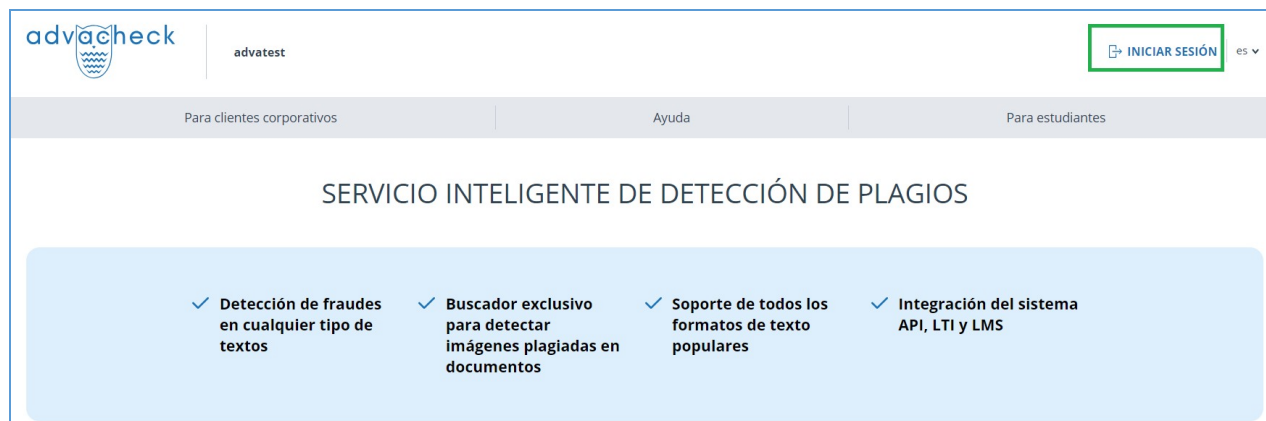 advacheck
advatest
INICIAR SESIÓN
es
Para clientes corporativos
Ayuda
Para estudiantes
SERVICIO INTELIGENTE DE DETECCIÓN DE PLAGIOS
Detección de fraudes
en cualquier tipo de
textos
Buscador exclusivo
para detectar
imágenes plagiadas en
documentos
Soporte de todos los
formatos de texto
populares
Integración del sistema
API, LTI y LMS